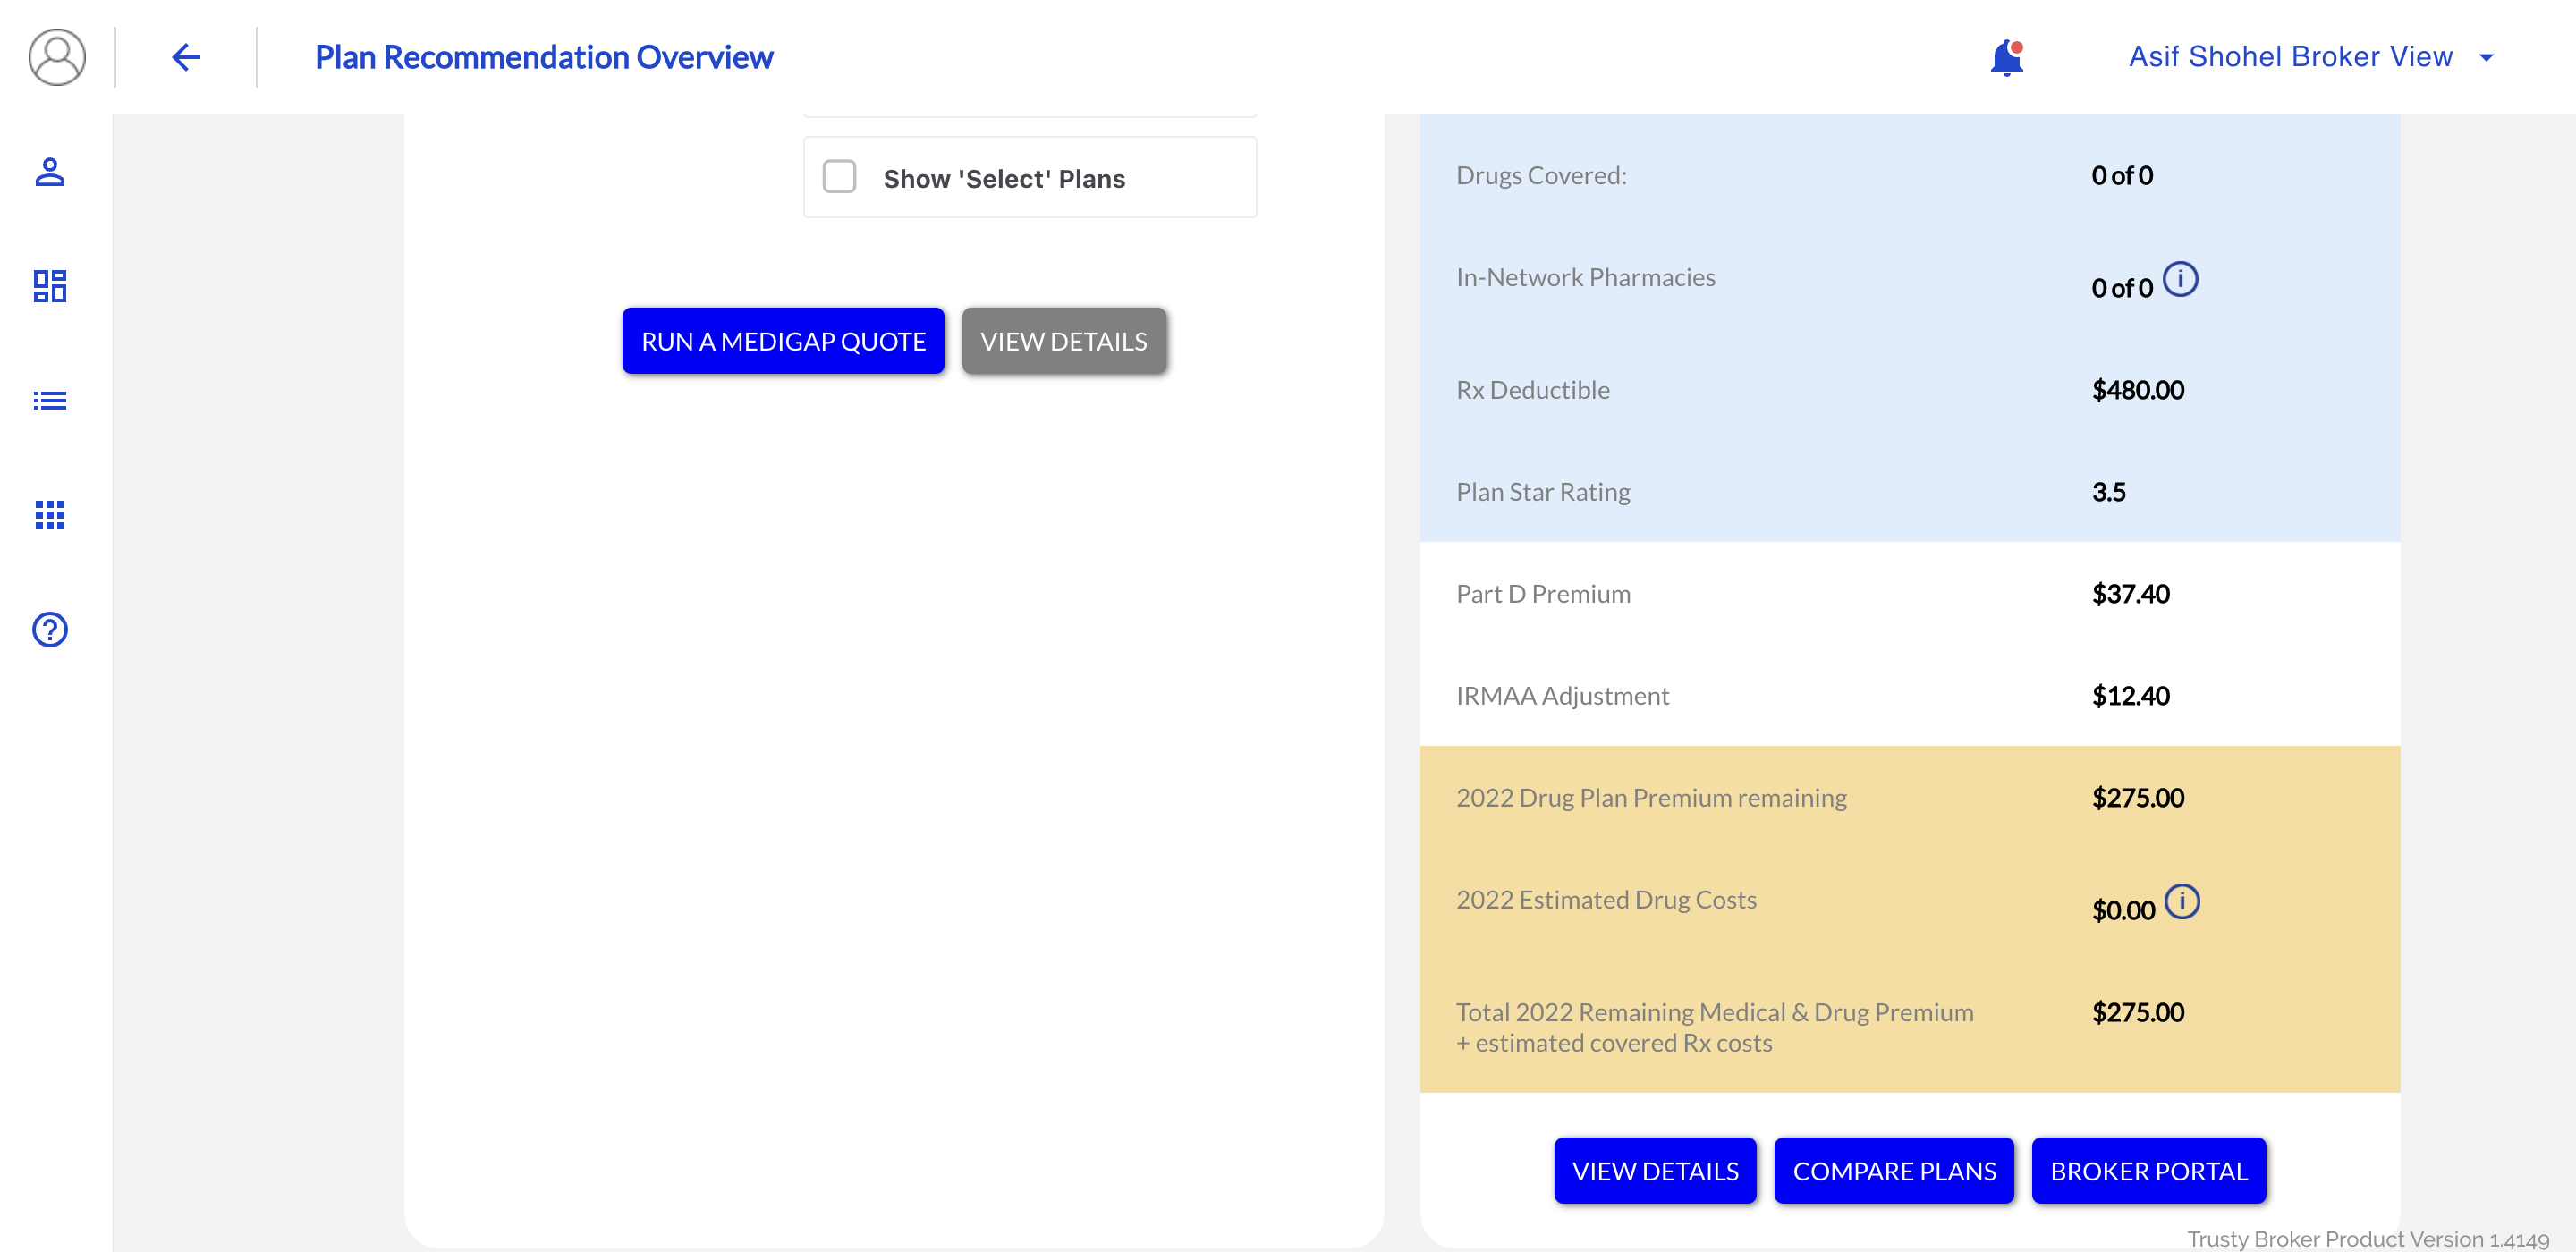 Plan Recommendation Overview
Asif Shohel Broker View
Show 'Select' Plans
RUN A MEDIGAP QUOTE
VIEW DETAILS
Drugs Covered:
0 of 0
In-Network Pharmacies
0 of 0
Rx Deductible
$480.00
Plan Star Rating
3.5
Part D Premium
$37.40
IRMAA Adjustment
$12.40
2022 Drug Plan Premium remaining
$275.00
2022 Estimated Drug Costs
$0.00
Total 2022 Remaining Medical & Drug Premium
+ estimated covered Rx costs
$275.00
VIEW DETAILS
COMPARE PLANS
BROKER PORTAL
Trusty Broker Product Version 1.4149